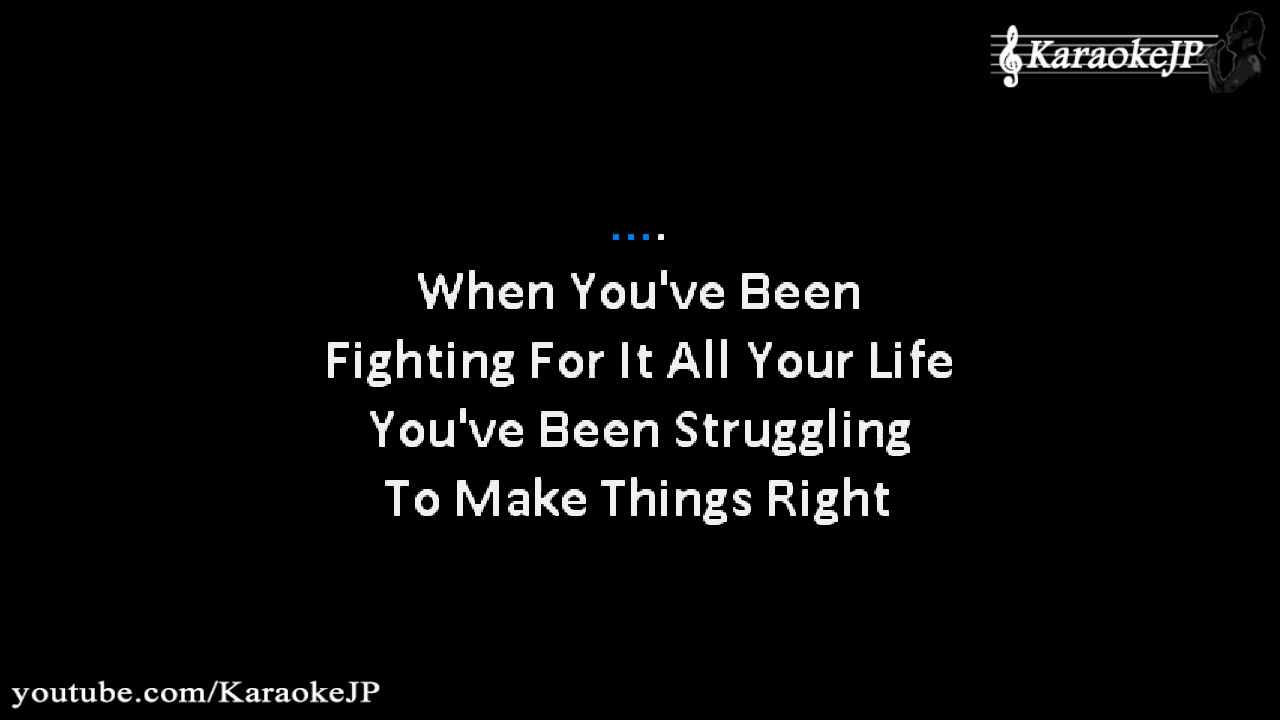 KaraokeJP
....
When You've Been
Fighting For It All Your Life
You've Been Struggling
To Make Things Right
youtube.com/KaraokeJP